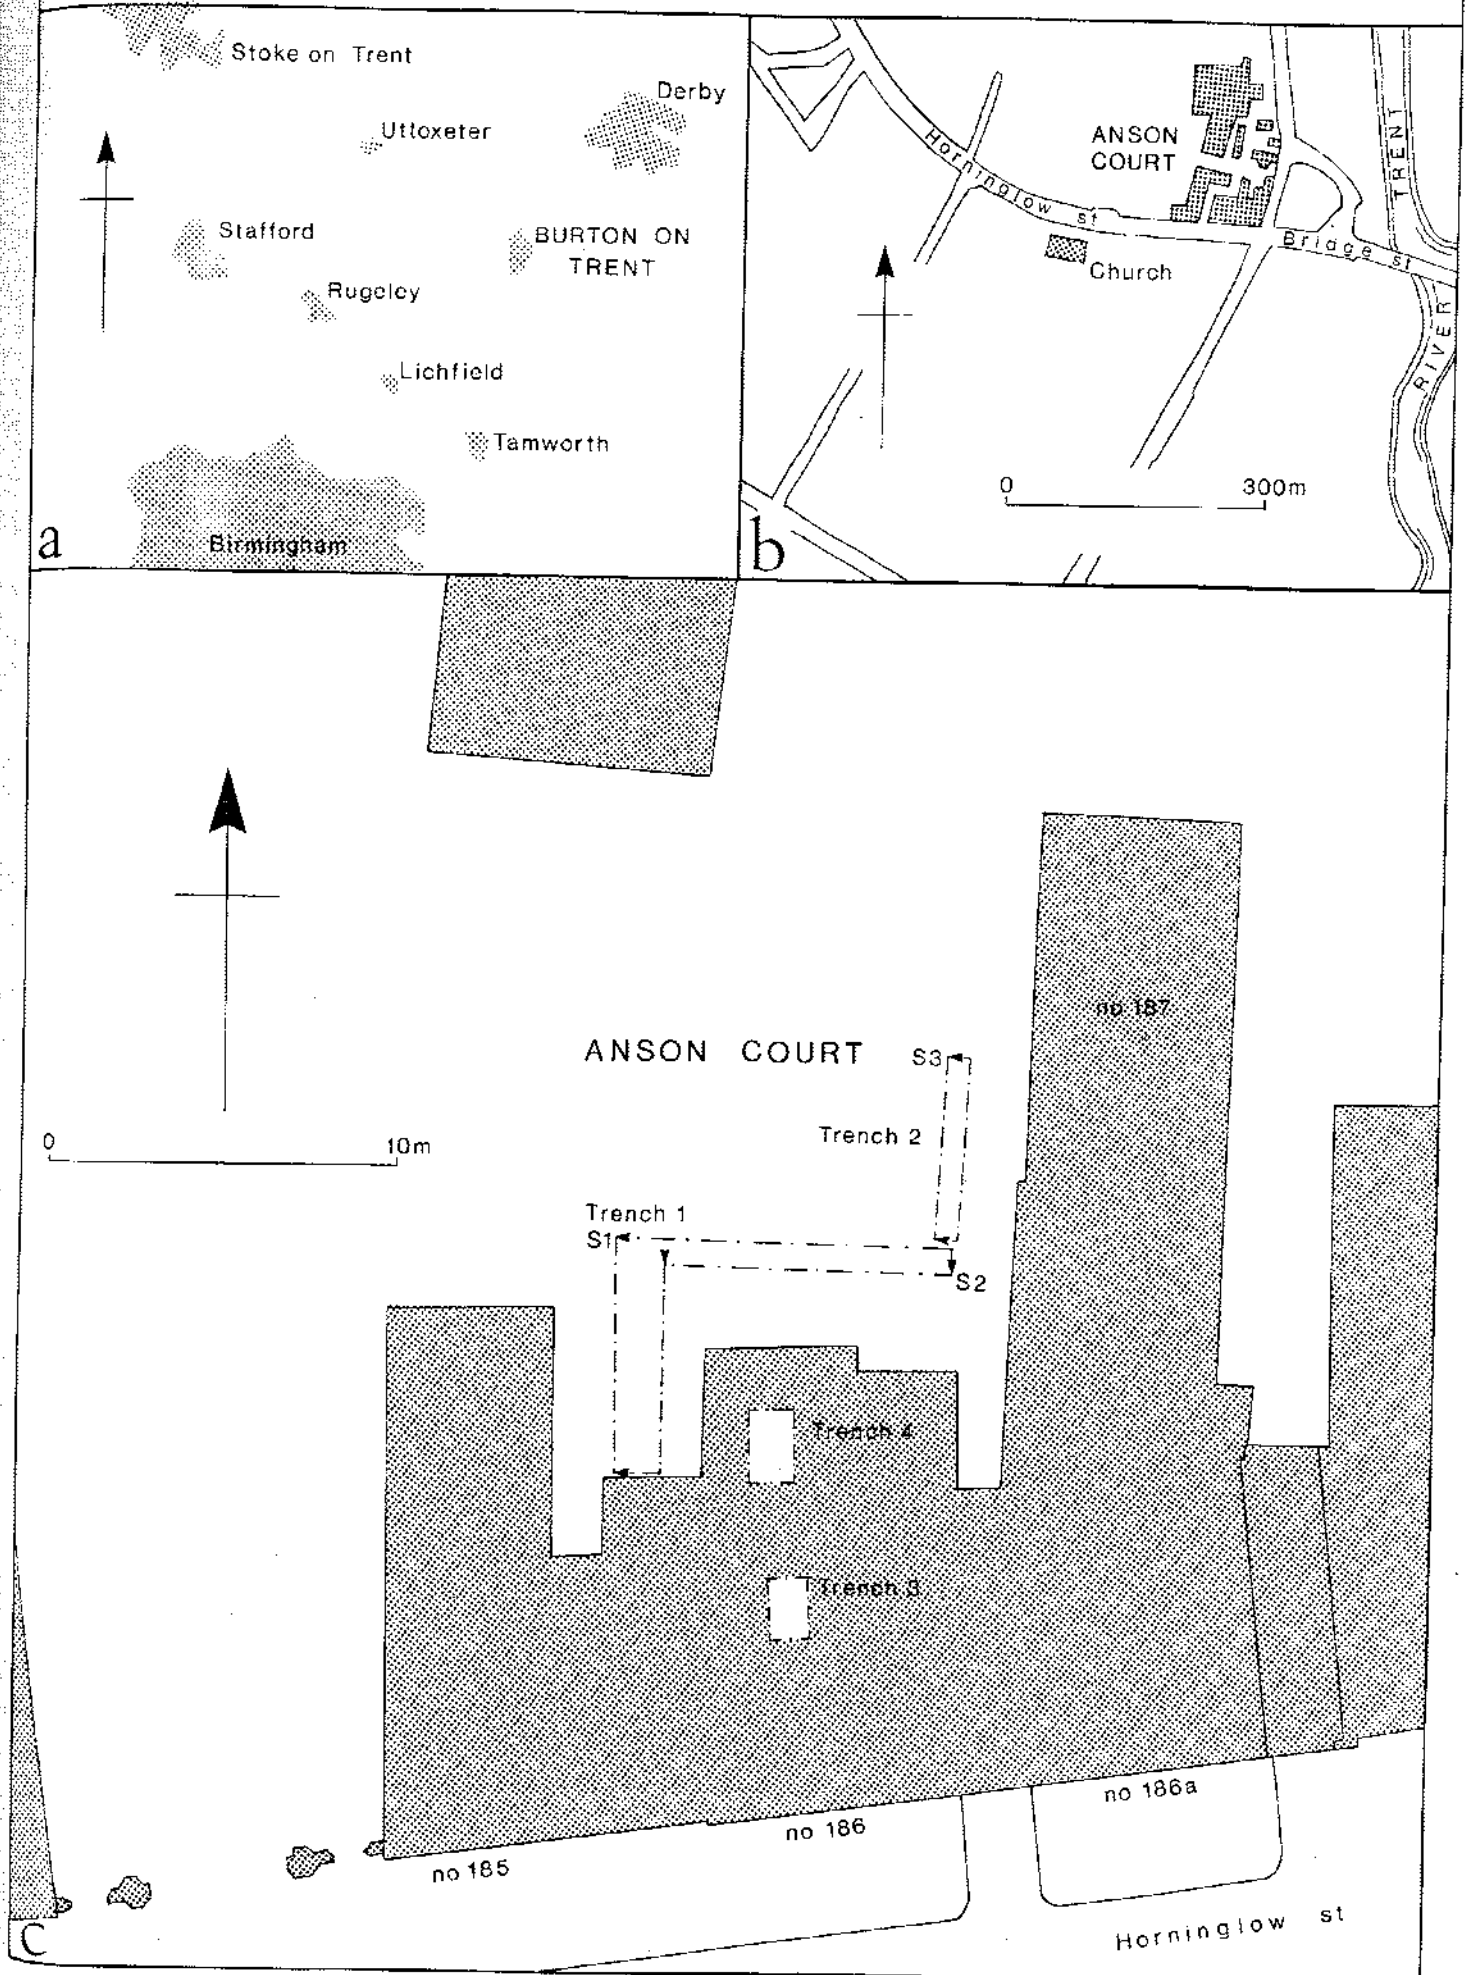 Stoke on Trent
Derby
Uttoxeter
Stafford
BURTON ON
TRENT
Rugeley
Lichfield
Tamworth
Birmingham
a
ANSON
COURT
TRENT
Horninglow st
Bridge st
Church
RIVER
0 300m
b
ANSON COURT
no 187
S3
Trench 2
0 10m
Trench 1
S1
S2
Trench 4
Trench 3
no 186a
no 186
no 185
Horninglow st
c